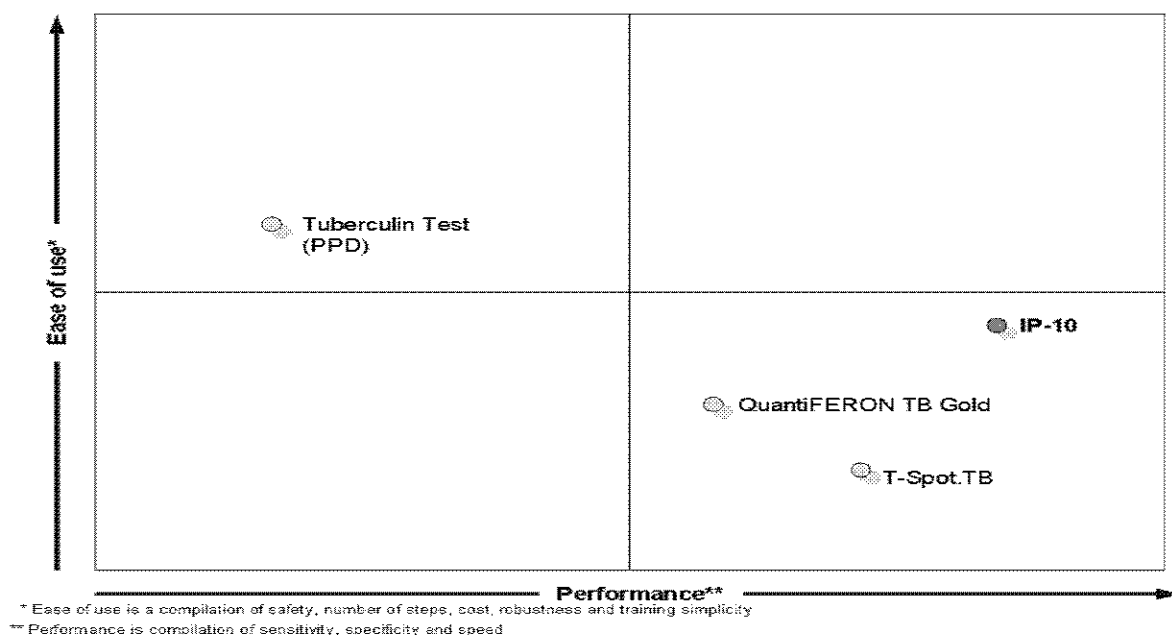 Ease of use*
Tuberculin Test
(PPD)
IP-10
QuantiFERON TB Gold
T-Spot.TB
Performance**
* Ease of use is a compilation of safety, number of steps, cost, robustness and training simplicity
** Performance is compilation of sensitivity, specificity and speed